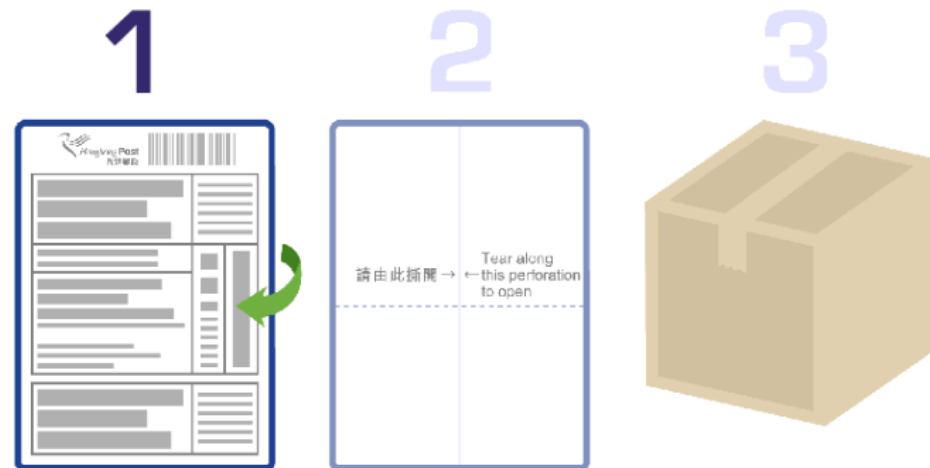 1
2
3
Hongkong Post
香港郵政
請由此撕開→
←Tear along
this perforation
to open